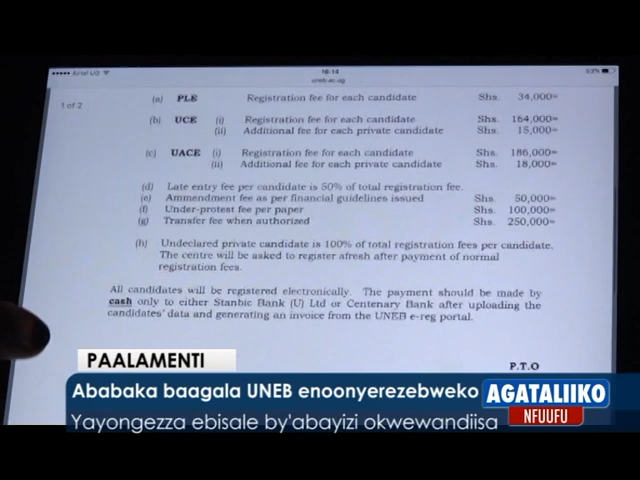 Airtel UG 16:14 53%
uneb.ac.ug
1 of 2
(a) PLE Registration fee for each candidate Shs. 34,000=
(b) UCE (i) Registration fee for each candidate Shs. 164,000=
(ii) Additional fee for each private candidate Shs. 15,000=
(c) UACE (i) Registration fee for each candidate Shs. 186,000=
(ii) Additional fee for each private candidate Shs. 18,000=
(d) Late entry fee per candidate is 50% of total registration fee.
(e) Ammendment fee as per financial guidelines issued Shs. 50,000=
(f) Under-protest fee per paper Shs. 100,000=
(g) Transfer fee when authorized Shs. 250,000=
(h) Undeclared private candidate is 100% of total registration fees per candidate.
The centre will be asked to register afresh after payment of normal
registration fees.
All candidates will be registered electronically. The payment should be made by
cash only to either Stanbic Bank (U) Ltd or Centenary Bank after uploading the
candidates' data and generating an invoice from the UNEB e-reg portal.
P.T.O
PAALAMENTI
Ababaka baagala UNEB enoonyerezebweko
Yayongezza ebisale by'abayizi okwewandiisa
AGATALIIKO
NFUUFU